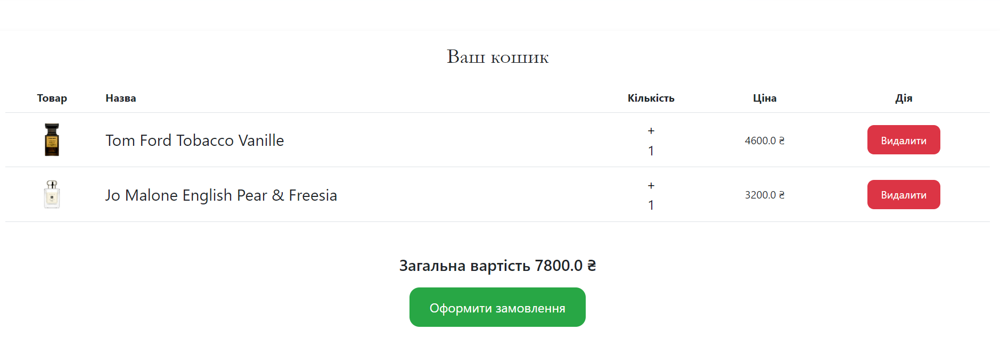 Ваш кошик
Товар Назва Кількість Ціна Дія
+
Tom Ford Tobacco Vanille 4600.0 ₴ Видалити
1
+
Jo Malone English Pear & Freesia 3200.0 ₴ Видалити
1
Загальна вартість 7800.0 ₴
Оформити замовлення